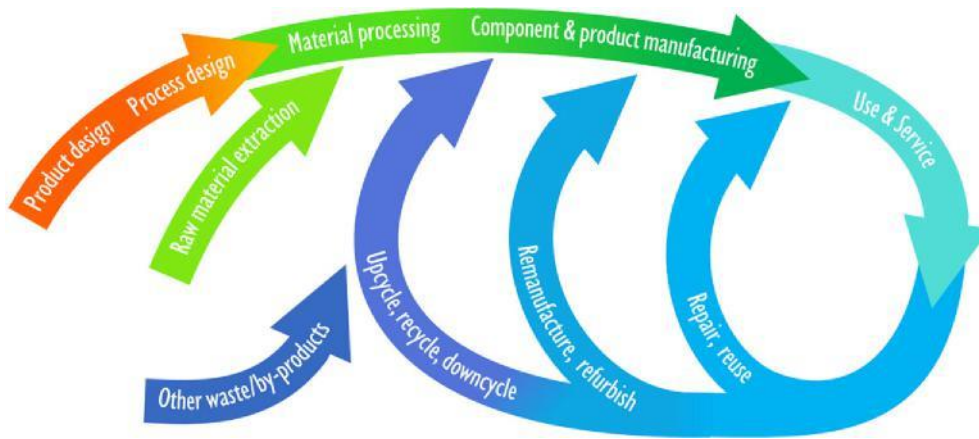 Product design Process design
Material processing
Component & product manufacturing
Use & Service
Raw material extraction
Other waste/by-products
Upcycle, recycle, downcycle
Remanufacture, refurbish
Repair, reuse